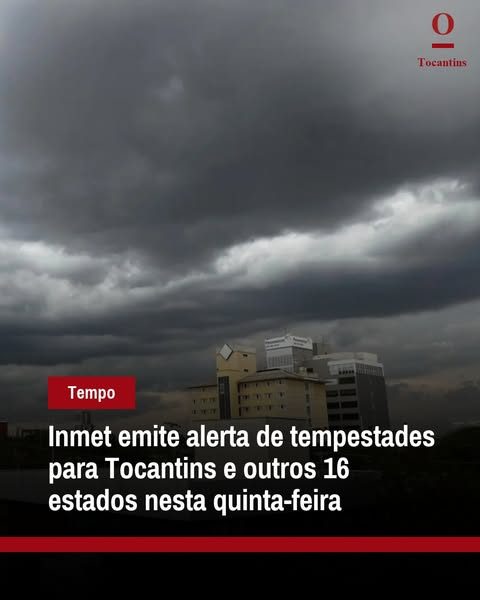 O
Tocantins
Tempo
Inmet emite alerta de tempestades
para Tocantins e outros 16
estados nesta quinta-feira